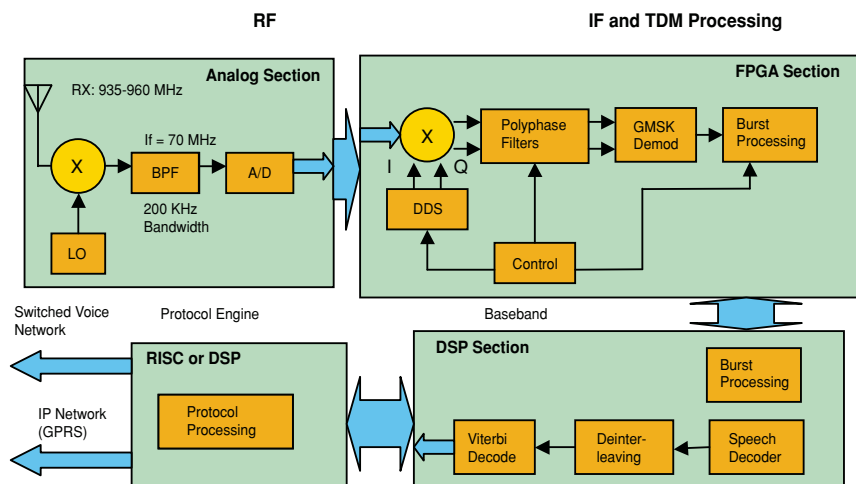 RF
IF and TDM Processing
Analog Section
RX: 935-960 MHz
X
If = 70 MHz
BPF
A/D
200 KHz
Bandwidth
LO
FPGA Section
X
I
Q
Polyphase
Filters
GMSK
Demod
Burst
Processing
DDS
Control
Switched Voice
Network
Protocol Engine
Baseband
RISC or DSP
Protocol
Processing
IP Network
(GPRS)
DSP Section
Burst
Processing
Viterbi
Decode
Deinter-
leaving
Speech
Decoder